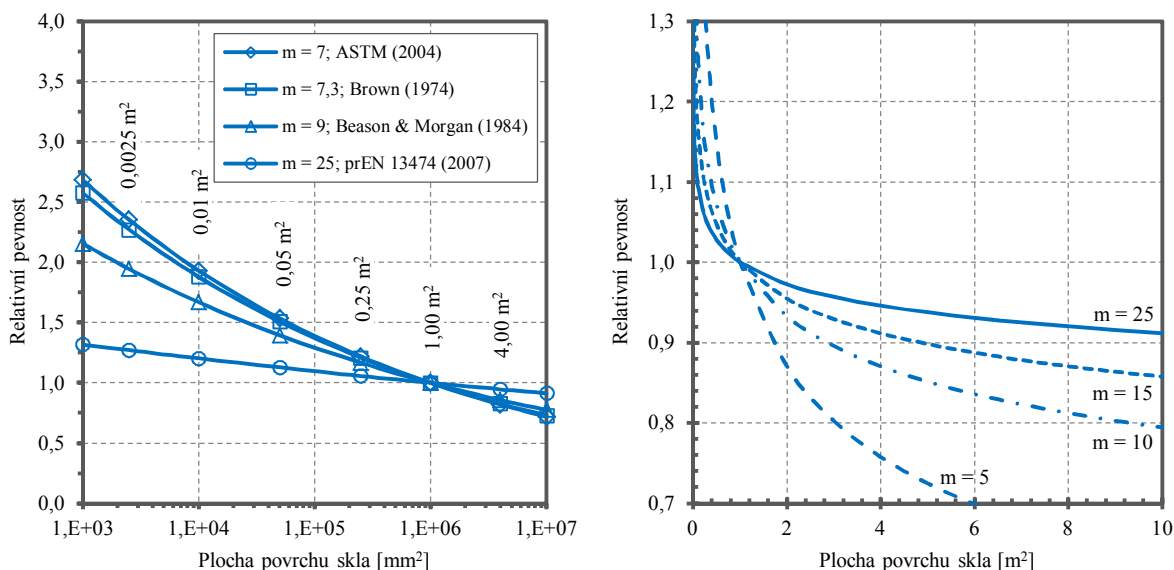 Relativní pevnost
4,0
3,5
3,0
2,5
2,0
1,5
1,0
0,5
0,0
m = 7; ASTM (2004)
m = 7,3; Brown (1974)
m = 9; Beason & Morgan (1984)
m = 25; prEN 13474 (2007)
0,0025 m²
0,01 m²
0,05 m²
0,25 m²
1,00 m²
4,00 m²
1,E+03 1,E+04 1,E+05 1,E+06 1,E+07
Plocha povrchu skla [mm²]
Relativní pevnost
1,3
1,2
1,1
1,0
0,9
0,8
0,7
m = 25
m = 15
m = 10
m = 5
0 2 4 6 8 10
Plocha povrchu skla [m²]